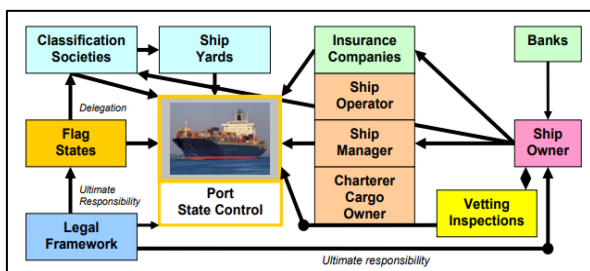 Classification
Societies
Ship
Yards
Insurance
Companies
Banks
Ship
Operator
Delegation
Flag
States
Ship
Manager
Ship
Owner
Port
State Control
Charterer
Cargo
Owner
Vetting
Inspections
Ultimate
Responsibility
Legal
Framework
Ultimate responsibility